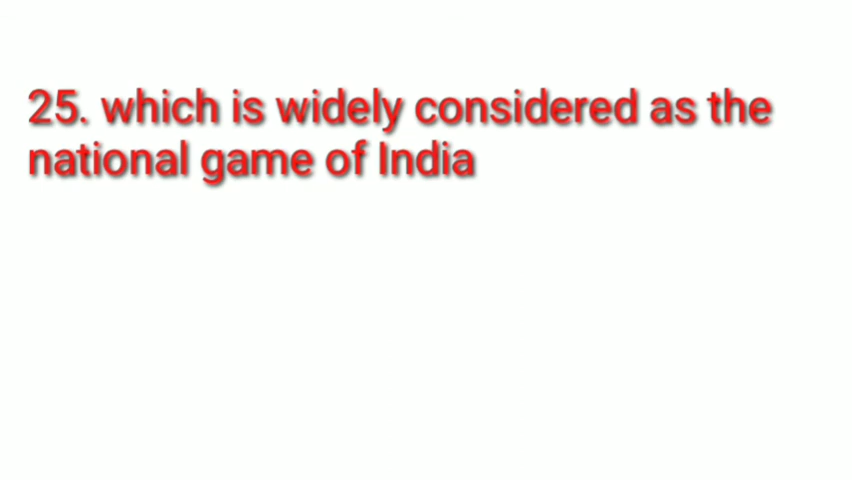 25. which is widely considered as the
national game of India